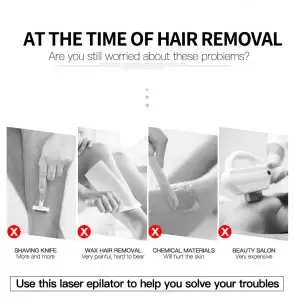 AT THE TIME OF HAIR REMOVAL
Are you still worried about these problems?
SHAVING KNIFE
More and more
WAX HAIR REMOVAL
Very painful, hard to bear
CHEMICAL MATERIALS
Will hurt the skin
BEAUTY SALON
Very expensive
Use this laser epilator to help you solve your troubles